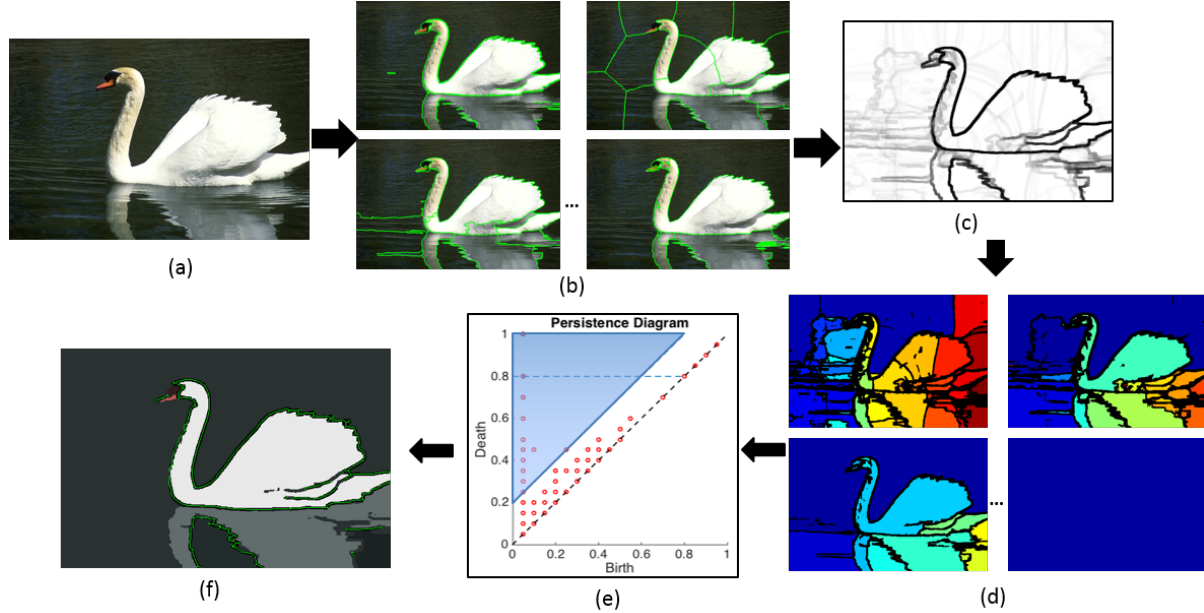 (a)
...
(b)
(c)
...
(d)
Persistence Diagram
1
0.8
0.6
0.4
0.2
0
Death
0 0.2 0.4 0.6 0.8 1
Birth
(e)
(f)